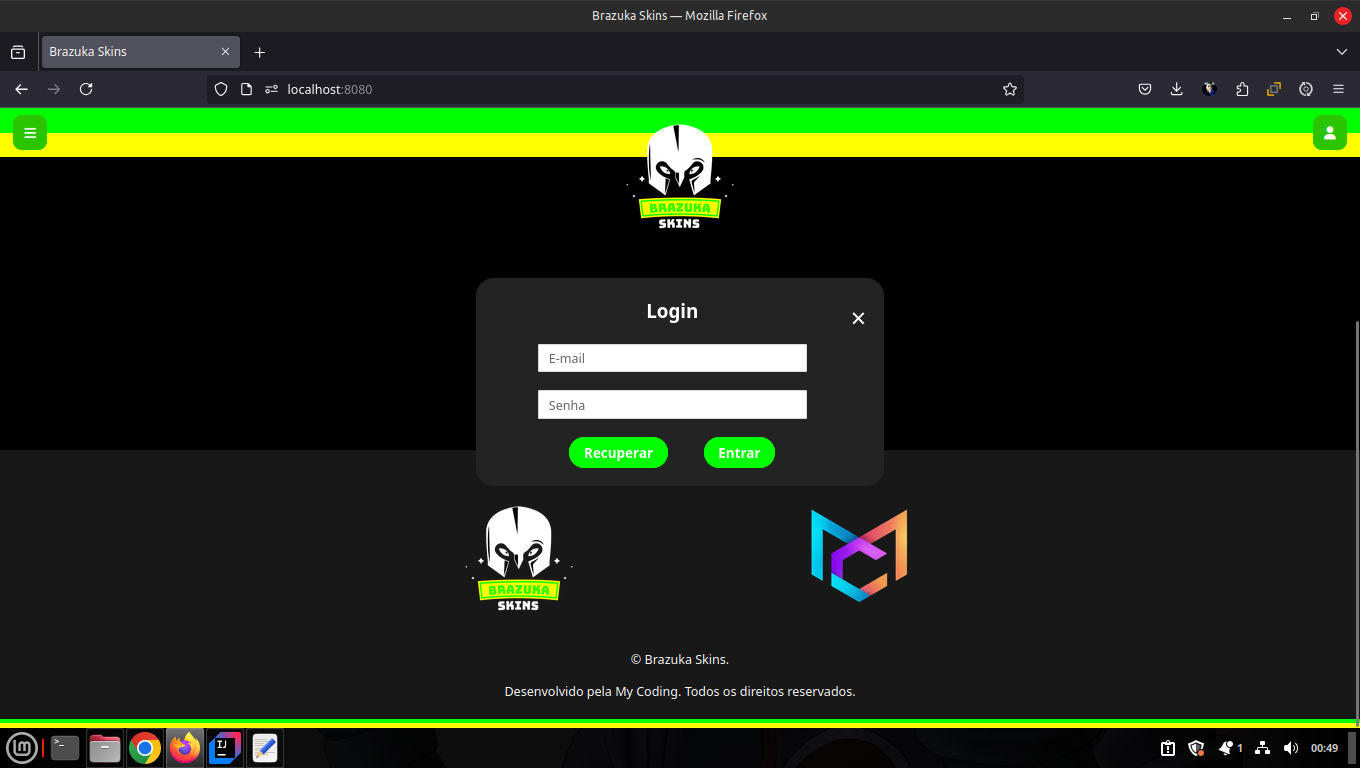 Brazuka Skins — Mozilla Firefox
Brazuka Skins
localhost:8080
BRAZUKA
SKINS
Login
E-mail
Senha
Recuperar
Entrar
BRAZUKA
SKINS
© Brazuka Skins.
Desenvolvido pela My Coding. Todos os direitos reservados.
>_
IJ
1
00:49